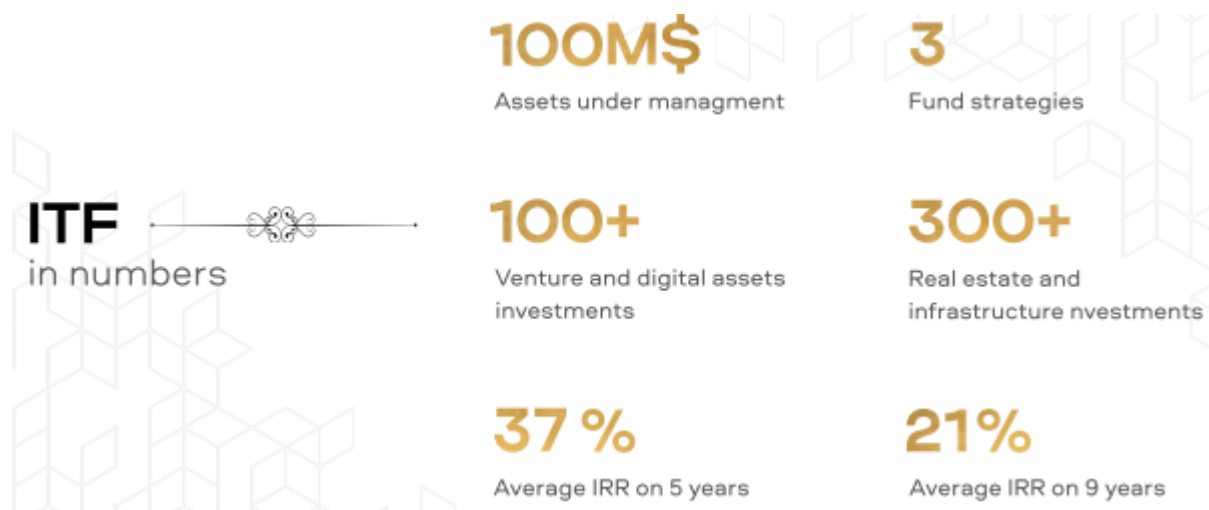 ITF
in numbers
100M$
Assets under managment
3
Fund strategies
100+
Venture and digital assets
investments
300+
Real estate and
infrastructure nvestments
37 %
Average IRR on 5 years
21%
Average IRR on 9 years